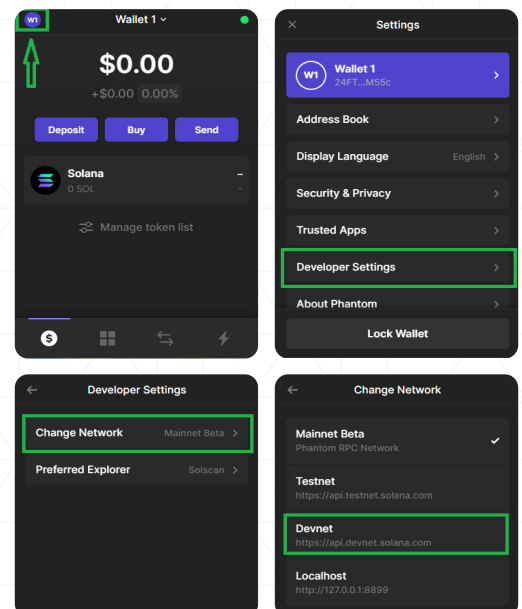 W1
Wallet 1
$0.00
+$0.00 0.00%
Deposit Buy Send
Solana –
0 SOL -
Manage token list
$
Settings
W1
Wallet 1
24FT...M55c
Address Book
Display Language English
Security & Privacy
Trusted Apps
Developer Settings
About Phantom
Lock Wallet
Developer Settings
Change Network Mainnet Beta
Preferred Explorer Solscan
Change Network
Mainnet Beta
Phantom RPC Network
Testnet
https://api.testnet.solana.com
Devnet
https://api.devnet.solana.com
Localhost
http://127.0.0.1:8899